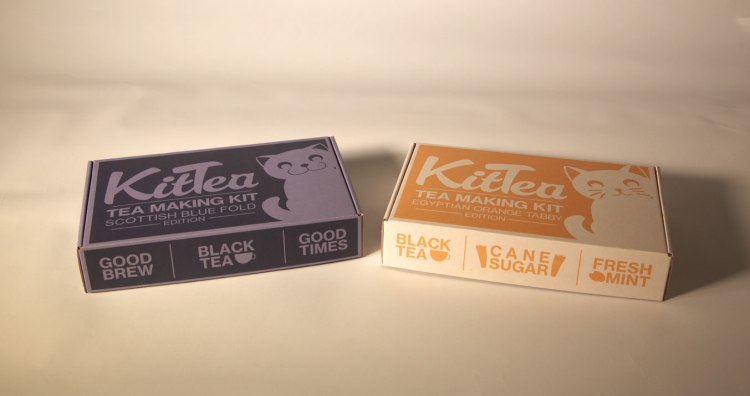 KitTea
TEA MAKING KIT
SCOTTISH BLUE FOLD
EDITION
GOOD
BREW
BLACK
TEA
GOOD
TIMES
KitTea
TEA MAKING KIT
EGYPTIAN ORANGE TABBY
EDITION
BLACK
TEA
CANE
SUGAR
FRESH
MINT